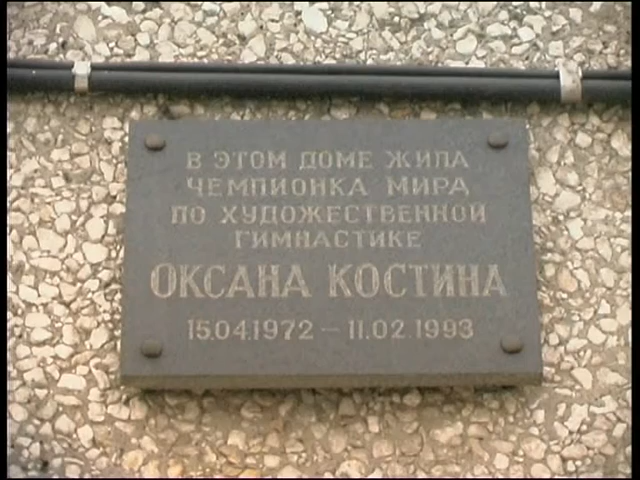 В ЭТОМ ДОМЕ ЖИЛА
ЧЕМПИОНКА МИРА
ПО ХУДОЖЕСТВЕННОЙ
ГИМНАСТИКЕ
ОКСАНА КОСТИНА
15.04.1972 – 11.02.1993